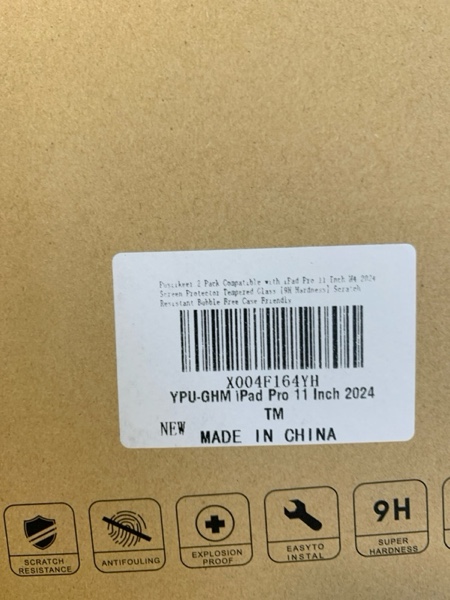 2 Pack Compatible with iPad Pro 11 Inch M4 2024
Screen Protector Tempered Glass [9H Hardness] Scratch
Resistant Bubble Free Case Friendly
X004F164YH
YPU-GHM iPad Pro 11 Inch 2024
TM
NEW MADE IN CHINA
SCRATCH
RESISTANCE
ANTIFOULING
EXPLOSION
PROOF
EASYTO
INSTAL
9H
SUPER
HARDNESS